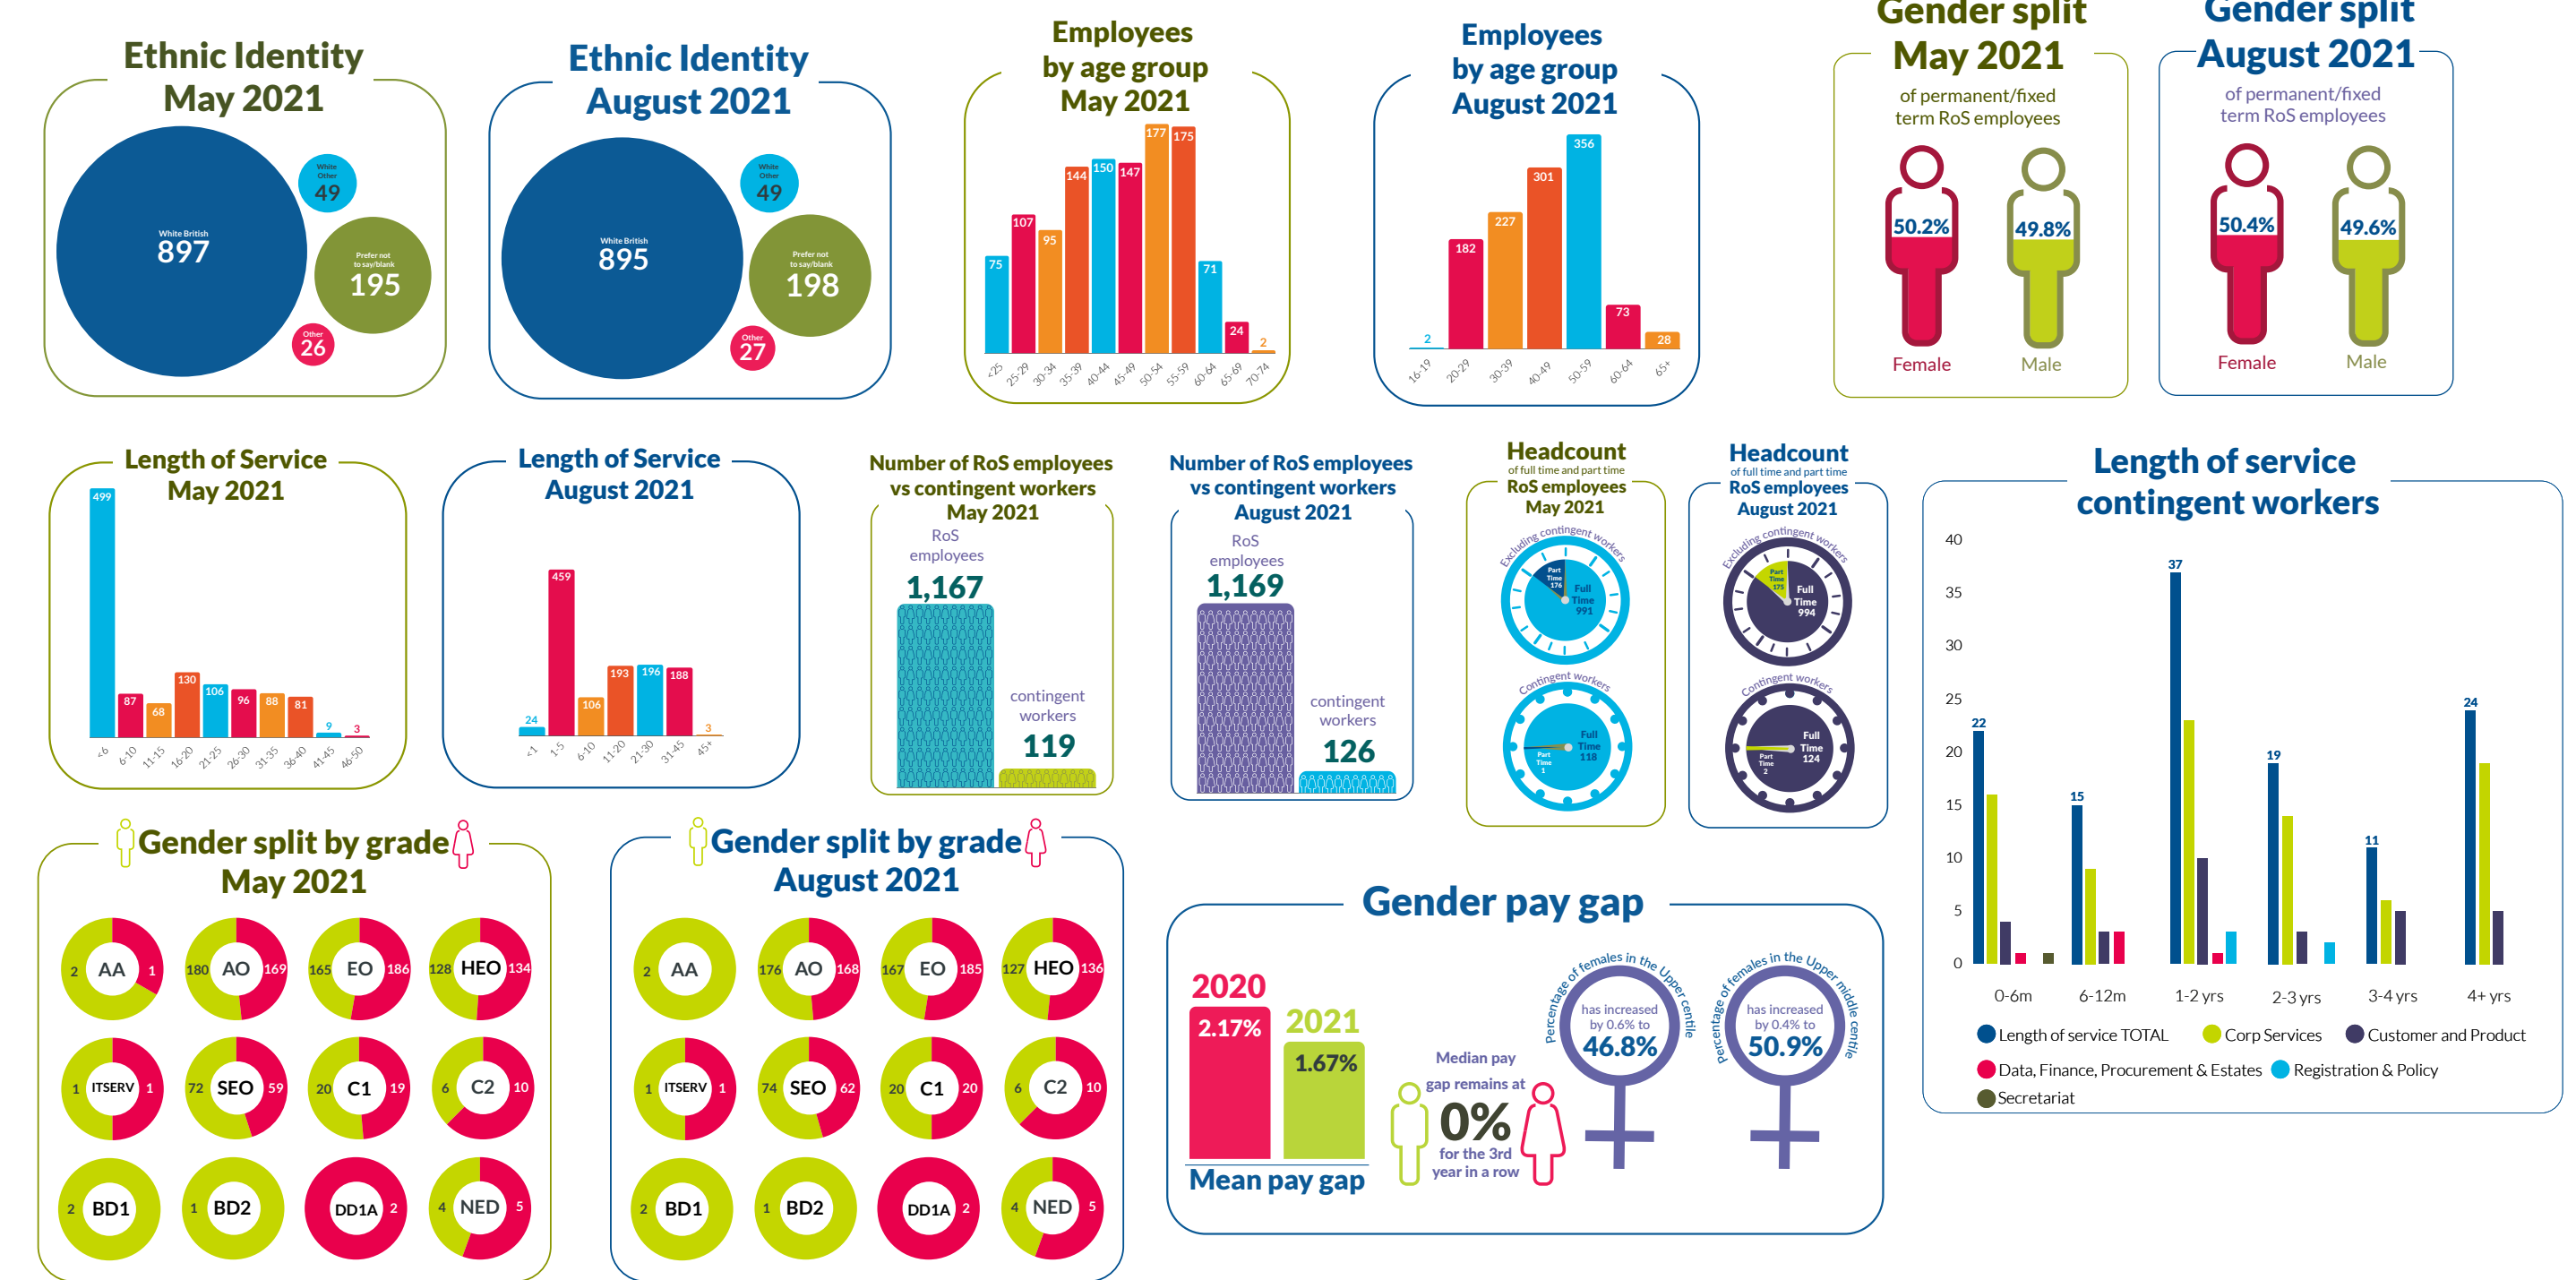 Ethnic Identity
May 2021
White British
897
White
Other
49
Prefer not
to say/blank
195
Other
26
Ethnic Identity
August 2021
White British
895
White
Other
49
Prefer not
to say/blank
198
Other
27
Employees
by age group
May 2021
75
107
95
144
150
147
177
175
71
24
2
<25
25-29
30-34
35-39
40-44
45-49
50-54
55-59
60-64
65-69
70-74
Employees
by age group
August 2021
2
182
227
301
356
73
28
16-19
20-29
30-39
40-49
50-59
60-64
65+
Gender split
May 2021
of permanent/fixed
term RoS employees
50.2%
49.8%
Female
Male
Gender split
August 2021
of permanent/fixed
term RoS employees
50.4%
49.6%
Female
Male
Length of Service
May 2021
499
87
68
130
106
96
88
81
9
3
<6
6-10
11-15
16-20
21-25
26-30
31-35
36-40
41-45
46-50
Length of Service
August 2021
24
459
106
193
196
188
3
<1
1-5
6-10
11-20
21-30
31-45
45+
Number of RoS employees
vs contingent workers
May 2021
RoS
employees
1,167
contingent
workers
119
Number of RoS employees
vs contingent workers
August 2021
RoS
employees
1,169
contingent
workers
126
Headcount
of full time and part time
RoS employees
May 2021
Excluding contingent workers
Part
Time
176
Full
Time
991
Contingent workers
Full
Time
118
Part
Time
1
Headcount
of full time and part time
RoS employees
August 2021
Excluding contingent workers
Part
Time
175
Full
Time
994
Contingent workers
Full
Time
124
Part
Time
2
Length of service
contingent workers
40
35
30
25
20
15
10
5
0
22
15
37
19
11
24
0-6m
6-12m
1-2 yrs
2-3 yrs
3-4 yrs
4+ yrs
Length of service TOTAL
Corp Services
Customer and Product
Data, Finance, Procurement & Estates
Registration & Policy
Secretariat
Gender split by grade
May 2021
2 AA 1
180 AO 169
165 EO 186
128 HEO 134
1 ITSERV 1
72 SEO 59
20 C1 19
6 C2 10
2 BD1
1 BD2
DD1A 2
4 NED 5
Gender split by grade
August 2021
2 AA
176 AO 168
167 EO 185
127 HEO 136
1 ITSERV 1
74 SEO 62
20 C1 20
6 C2 10
2 BD1
1 BD2
DD1A 2
4 NED 5
Gender pay gap
2020
2.17%
2021
1.67%
Mean pay gap
Median pay
gap remains at
0%
for the 3rd
year in a row
Percentage of females in the Upper centile
has increased
by 0.6% to
46.8%
Percentage of females in the Upper middle centile
has increased
by 0.4% to
50.9%